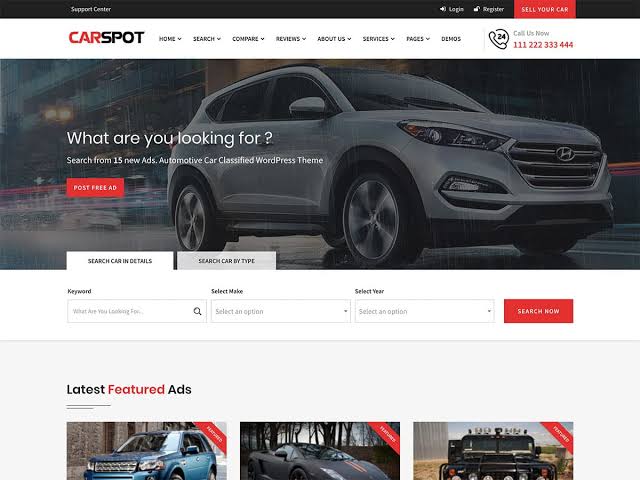 Support Center
Login
Register
SELL YOUR CAR
CARSPOT
HOME
SEARCH
COMPARE
REVIEWS
ABOUT US
SERVICES
PAGES
DEMOS
24
Call Us Now
111 222 333 444
What are you looking for ?
Search from 15 new Ads. Automotive Car Classified WordPress Theme
POST FREE AD
SEARCH CAR IN DETAILS
SEARCH CAR BY TYPE
Keyword
Select Make
Select Year
What Are You Looking For...
Select an option
Select an option
SEARCH NOW
Latest Featured Ads
FEATURED
FEATURED
FEATURED